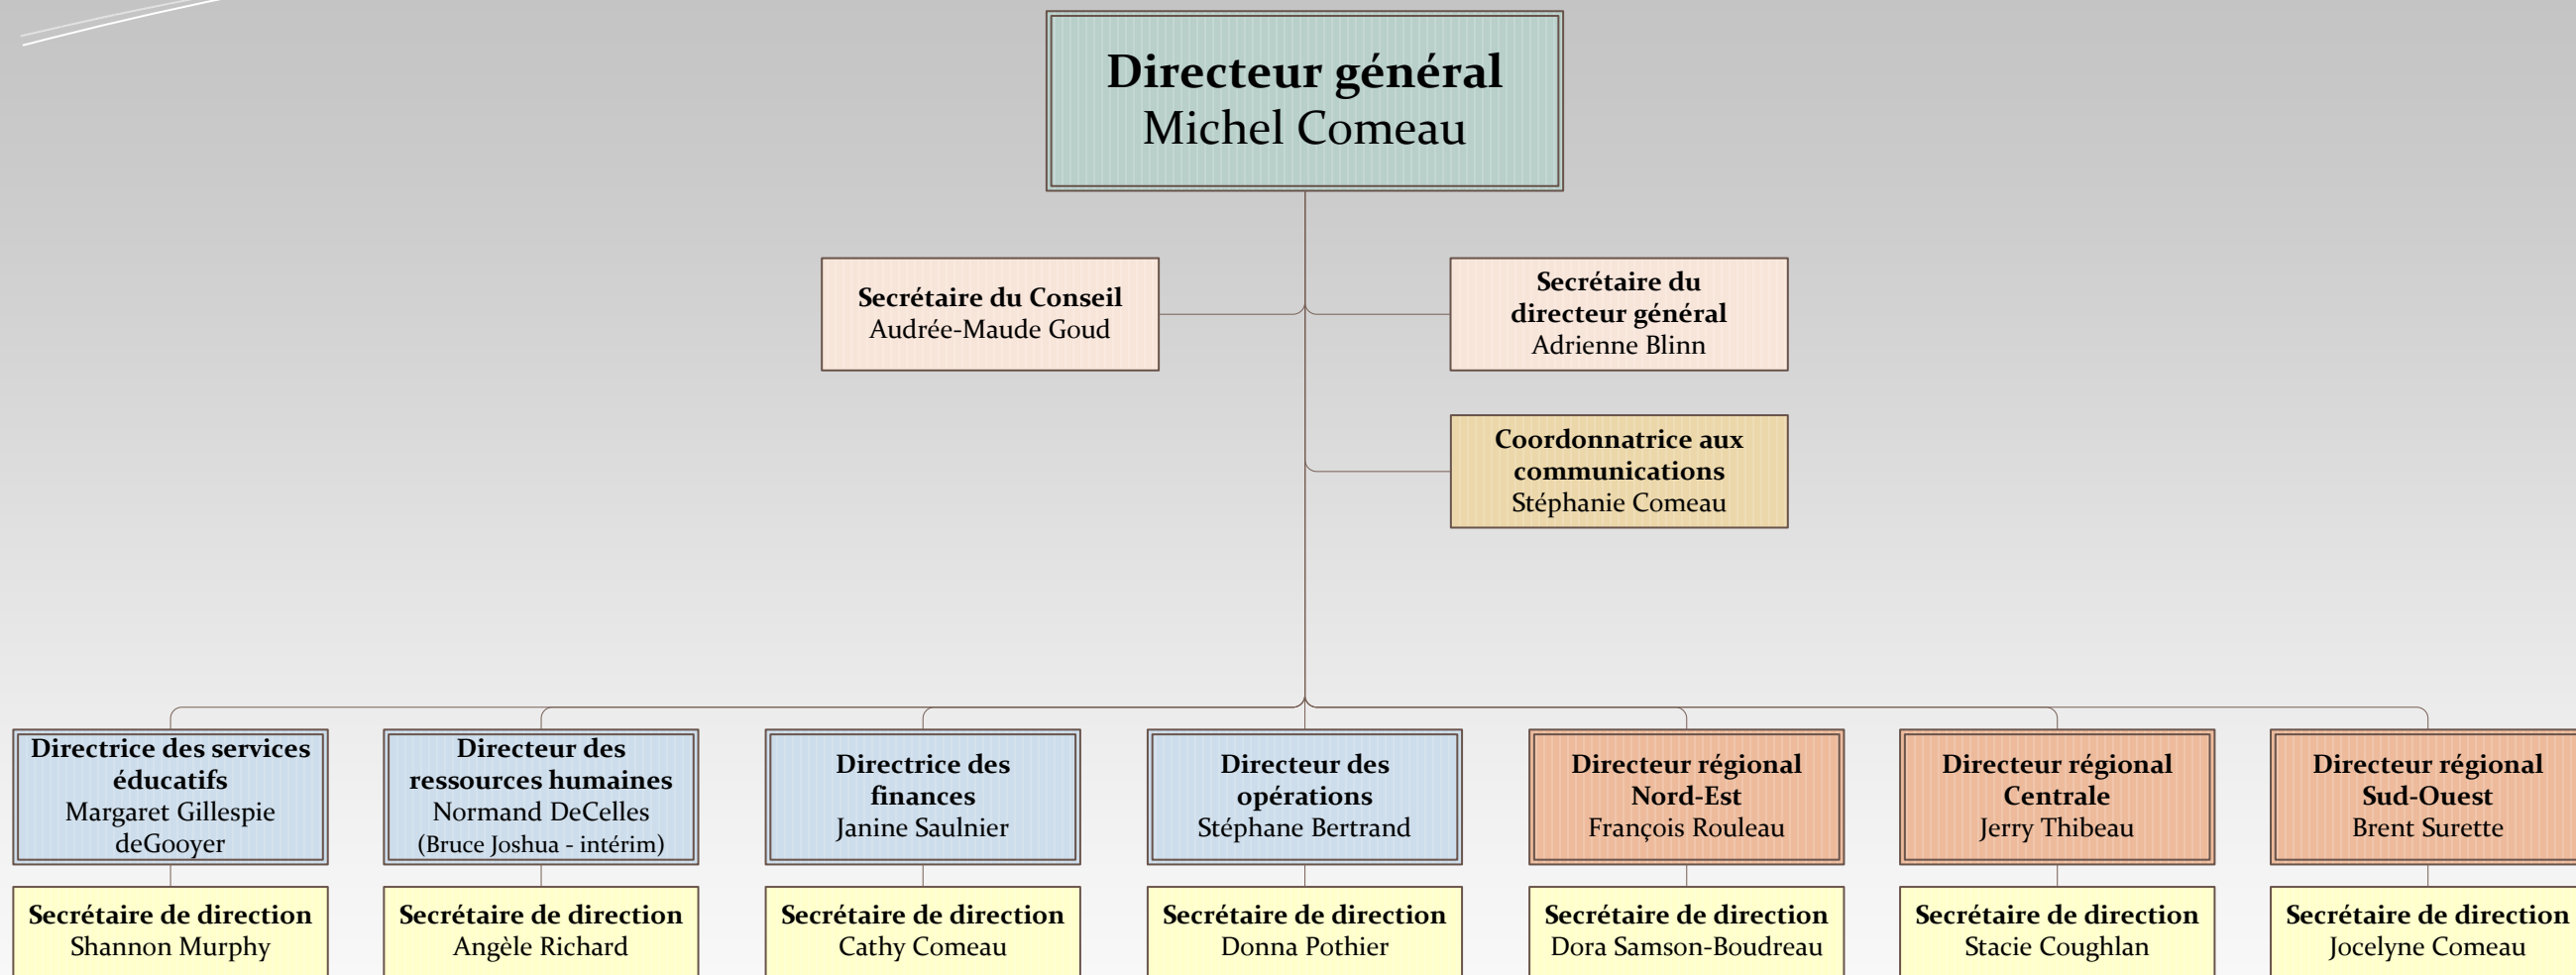 Directeur général
Michel Comeau
Secrétaire du Conseil
Audrée-Maude Goud
Secrétaire du
directeur général
Adrienne Blinn
Coordonnatrice aux
communications
Stéphanie Comeau
Directrice des services
éducatifs
Margaret Gillespie
deGooyer
Directeur des
ressources humaines
Normand DeCelles
(Bruce Joshua - intérim)
Directrice des
finances
Janine Saulnier
Directeur des
opérations
Stéphane Bertrand
Directeur régional
Nord-Est
François Rouleau
Directeur régional
Centrale
Jerry Thibeau
Directeur régional
Sud-Ouest
Brent Surette
Secrétaire de direction
Shannon Murphy
Secrétaire de direction
Angèle Richard
Secrétaire de direction
Cathy Comeau
Secrétaire de direction
Donna Pothier
Secrétaire de direction
Dora Samson-Boudreau
Secrétaire de direction
Stacie Coughlan
Secrétaire de direction
Jocelyne Comeau